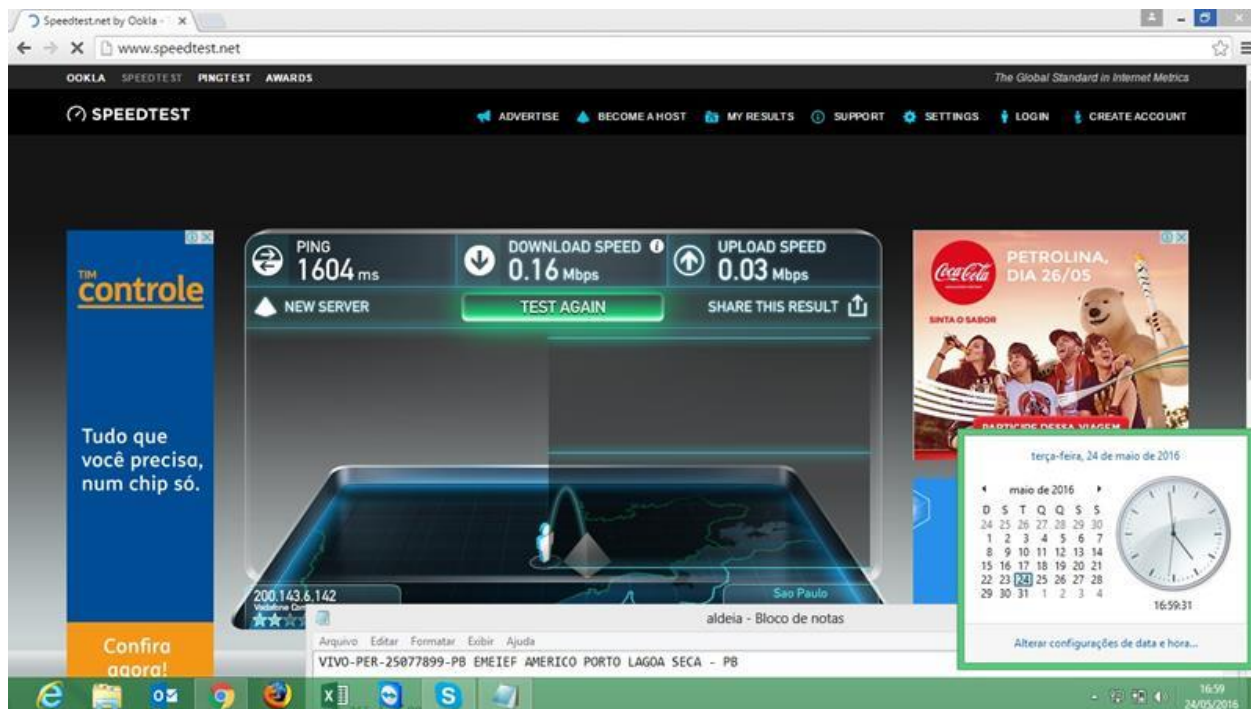 Speedtest.net by Ookla -
www.speedtest.net
OOKLA SPEEDTEST PINGTEST AWARDS
The Global Standard in Internet Metrics
SPEEDTEST
ADVERTISE BECOME A HOST MY RESULTS SUPPORT SETTINGS LOGIN CREATE ACCOUNT
TIM
controle
Tudo que
você precisa,
num chip só.
Confira
agora!
PING
1604 ms
DOWNLOAD SPEED
0.16 Mbps
UPLOAD SPEED
0.03 Mbps
NEW SERVER
TEST AGAIN
SHARE THIS RESULT
200.143.6.142
Vodafone
Sao Paulo
Coca-Cola
SINTA O SABOR
PETROLINA,
DIA 26/05
PARTICIPE DESSA VIAGEM
terça-feira, 24 de maio de 2016
maio de 2016
D S T Q Q S S
24 25 26 27 28 29 30
1 2 3 4 5 6 7
8 9 10 11 12 13 14
15 16 17 18 19 20 21
22 23 24 25 26 27 28
29 30 31 1 2 3 4
16:59:31
Alterar configurações de data e hora...
aldeia - Bloco de notas
Arquivo Editar Formatar Exibir Ajuda
VIVO-PER-25077899-PB EMEIEF AMERICO PORTO LAGOA SECA - PB
16:59
24/05/2016